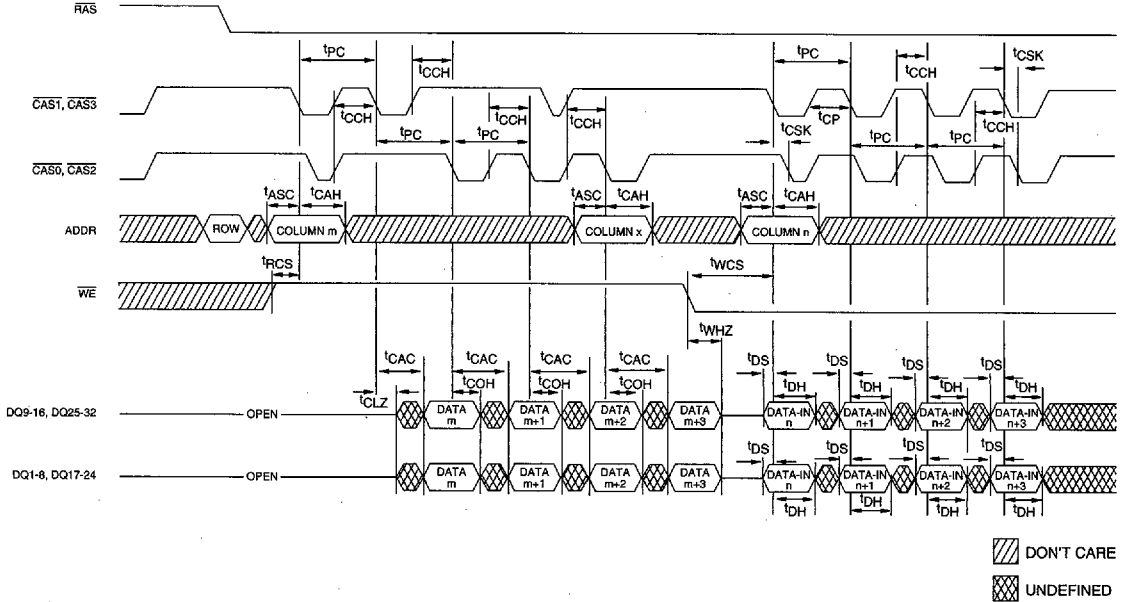 RAS
tPC tCCH tPC tCCH tCSK
CAS1, CAS3
tCCH tCCH tCCH tCP tCCH
tPC tPC tCSK tPC tPC
CAS0, CAS2
tASC tCAH tASC tCAH tASC tCAH
ADDR ROW COLUMN m COLUMN x COLUMN n
tRCS tWCS
WE
tWHZ
tCAC tCAC tCAC tCAC tDS tDS tDS tDS
tCOH tCOH tCOH tDH tDH tDH tDH
tCLZ
DQ9-16, DQ25-32 OPEN DATA m DATA m+1 DATA m+2 DATA m+3 DATA-IN n DATA-IN n+1 DATA-IN n+2 DATA-IN n+3
tDS tDS tDS tDS
DQ1-8, DQ17-24 OPEN DATA m DATA m+1 DATA m+2 DATA m+3 DATA-IN n DATA-IN n+1 DATA-IN n+2 DATA-IN n+3
tDH tDH tDH tDH
DON'T CARE
UNDEFINED